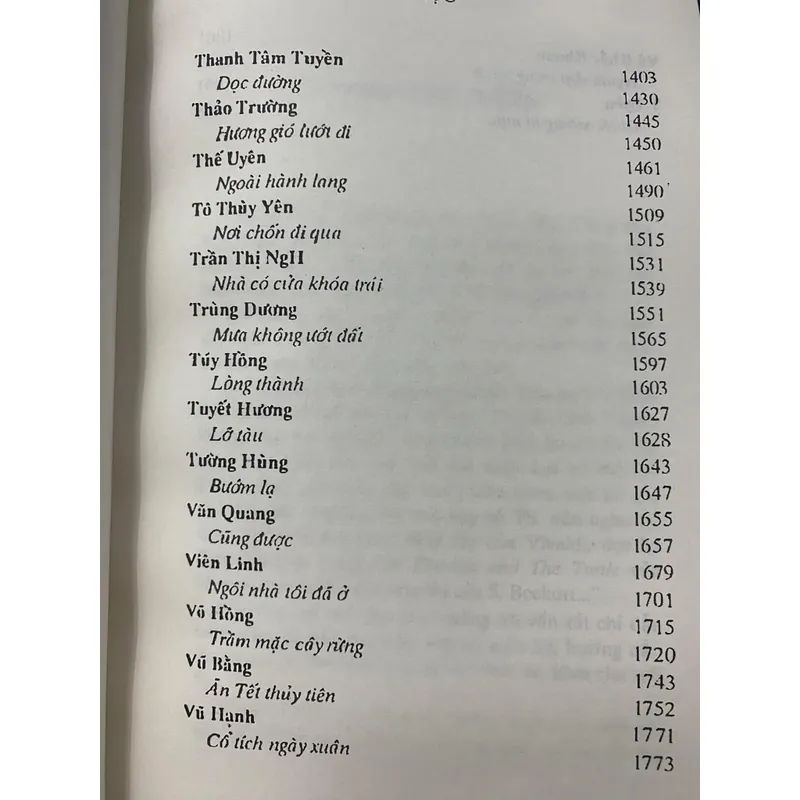 Thanh Tâm Tuyền 1403
Dọc đường 1430
Thảo Trường 1445
Hương gió lướt đi 1450
Thế Uyên 1461
Ngoài hành lang 1490
Tô Thùy Yên 1509
Nơi chốn đi qua 1515
Trần Thị NgH 1531
Nhà có cửa khóa trái 1539
Trùng Dương 1551
Mưa không ướt đất 1565
Túy Hồng 1597
Lòng thành 1603
Tuyết Hương 1627
Lỡ tàu 1628
Tường Hùng 1643
Bướm lạ 1647
Văn Quang 1655
Cũng được 1657
Viên Linh 1679
Ngôi nhà tôi đã ở 1701
Võ Hồng 1715
Trầm mặc cây rừng 1720
Vũ Bằng 1743
Ăn Tết thủy tiên 1752
Vũ Hạnh 1771
Cổ tích ngày xuân 1773